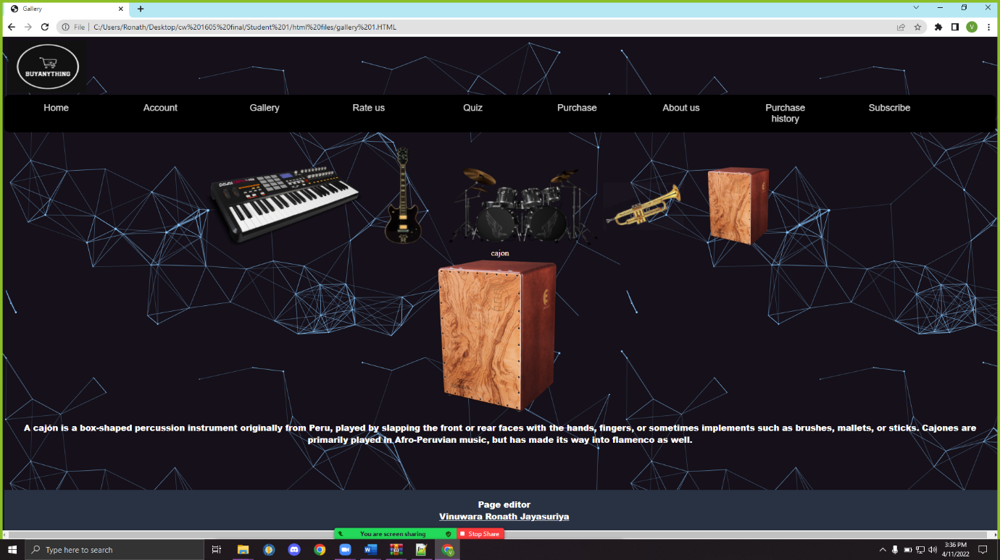 Gallery
File
C:/Users/Ronath/Desktop/cw%201605%20final/Student%201/html%20files/gallery%201.HTML
V
BUYANYTHING
Home
Account
Gallery
Rate us
Quiz
Purchase
About us
Purchase
history
Subscribe
cajon
A cajón is a box-shaped percussion instrument originally from Peru, played by slapping the front or rear faces with the hands, fingers, or sometimes implements such as brushes, mallets, or sticks. Cajones are
primarily played in Afro-Peruvian music, but has made its way into flamenco as well.
Page editor
Vinuwara Ronath Jayasuriya
You are screen sharing
Stop Share
Type here to search
3:36 PM
4/11/2022